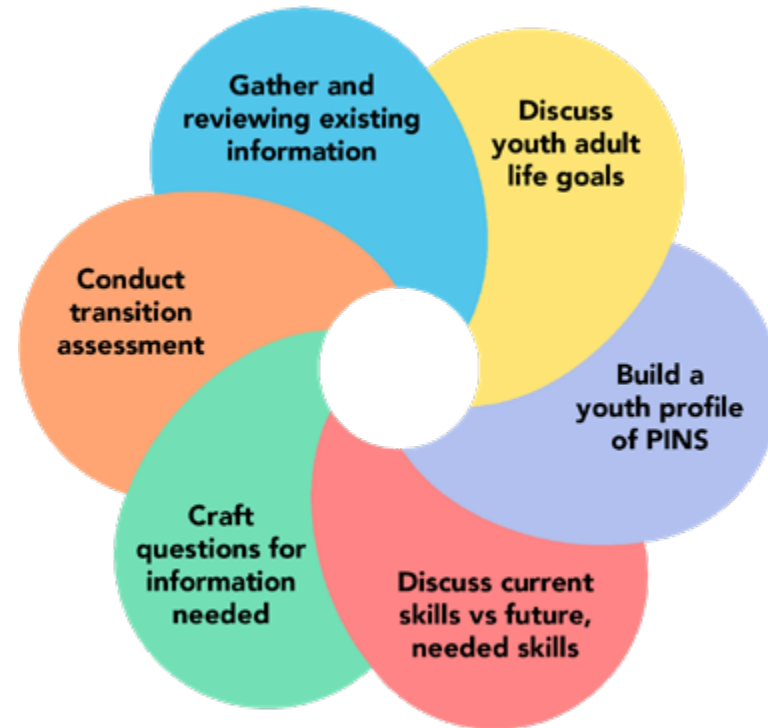 Gather and
reviewing existing
information
Discuss
youth adult
life goals
Build a
youth profile
of PINS
Discuss current
skills vs future,
needed skills
Craft
questions for
information
needed
Conduct
transition
assessment